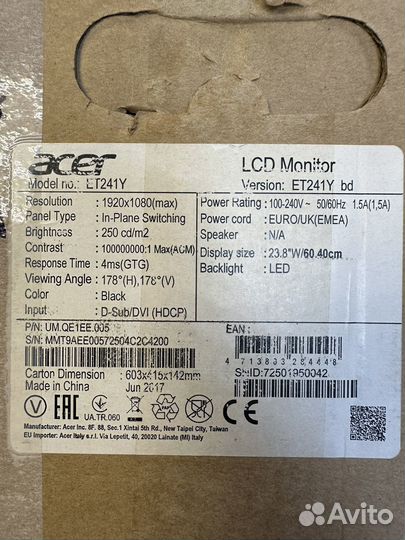 acer
LCD Monitor
Model no.: ET241Y
Version: ET241Y bd
Resolution : 1920x1080(max)
Panel Type : In-Plane Switching
Brightness : 250 cd/m2
Contrast : 100000000:1 Max(ACM)
Response Time : 4ms(GTG)
Viewing Angle : 178°(H),178°(V)
Color : Black
Input : D-Sub/DVI (HDCP)
Power Rating : 100-240V~ 50/60Hz 1.5A(1,5A)
Power cord : EURO/UK(EMEA)
Speaker : N/A
Display size : 23.8"W/60.40cm
Backlight : LED
P/N: UM.QE1EE.005
S/N: MMT9AEE00572504C2C4200
EAN :
4 713883 284448
SNID:72501950042
Carton Dimension : 603x415x142mm
Made in China Jun 2017
EAC
UA.TR.060
CE
Manufacturer: Acer Inc. 8F. 88, Sec.1 Xintai 5th Rd., New Taipei City, Taiwan
EU Importer: Acer Italy s.r.l. Via Lepetit, 40, 20020 Lainate (MI) Italy
Avito